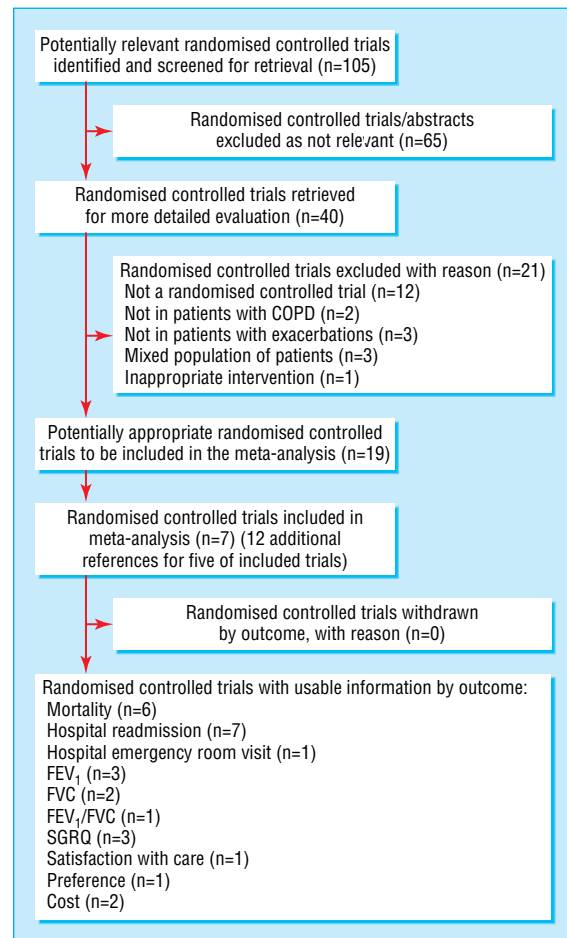 Potentially relevant randomised controlled trials
identified and screened for retrieval (n=105)
Randomised controlled trials/abstracts
excluded as not relevant (n=65)
Randomised controlled trials retrieved
for more detailed evaluation (n=40)
Randomised controlled trials excluded with reason (n=21)
Not a randomised controlled trial (n=12)
Not in patients with COPD (n=2)
Not in patients with exacerbations (n=3)
Mixed population of patients (n=3)
Inappropriate intervention (n=1)
Potentially appropriate randomised controlled
trials to be included in the meta-analysis (n=19)
Randomised controlled trials included in
meta-analysis (n=7) (12 additional
references for five of included trials)
Randomised controlled trials withdrawn
by outcome, with reason (n=0)
Randomised controlled trials with usable information by outcome:
Mortality (n=6)
Hospital readmission (n=7)
Hospital emergency room visit (n=1)
FEV₁ (n=3)
FVC (n=2)
FEV₁/FVC (n=1)
SGRQ (n=3)
Satisfaction with care (n=1)
Preference (n=1)
Cost (n=2)